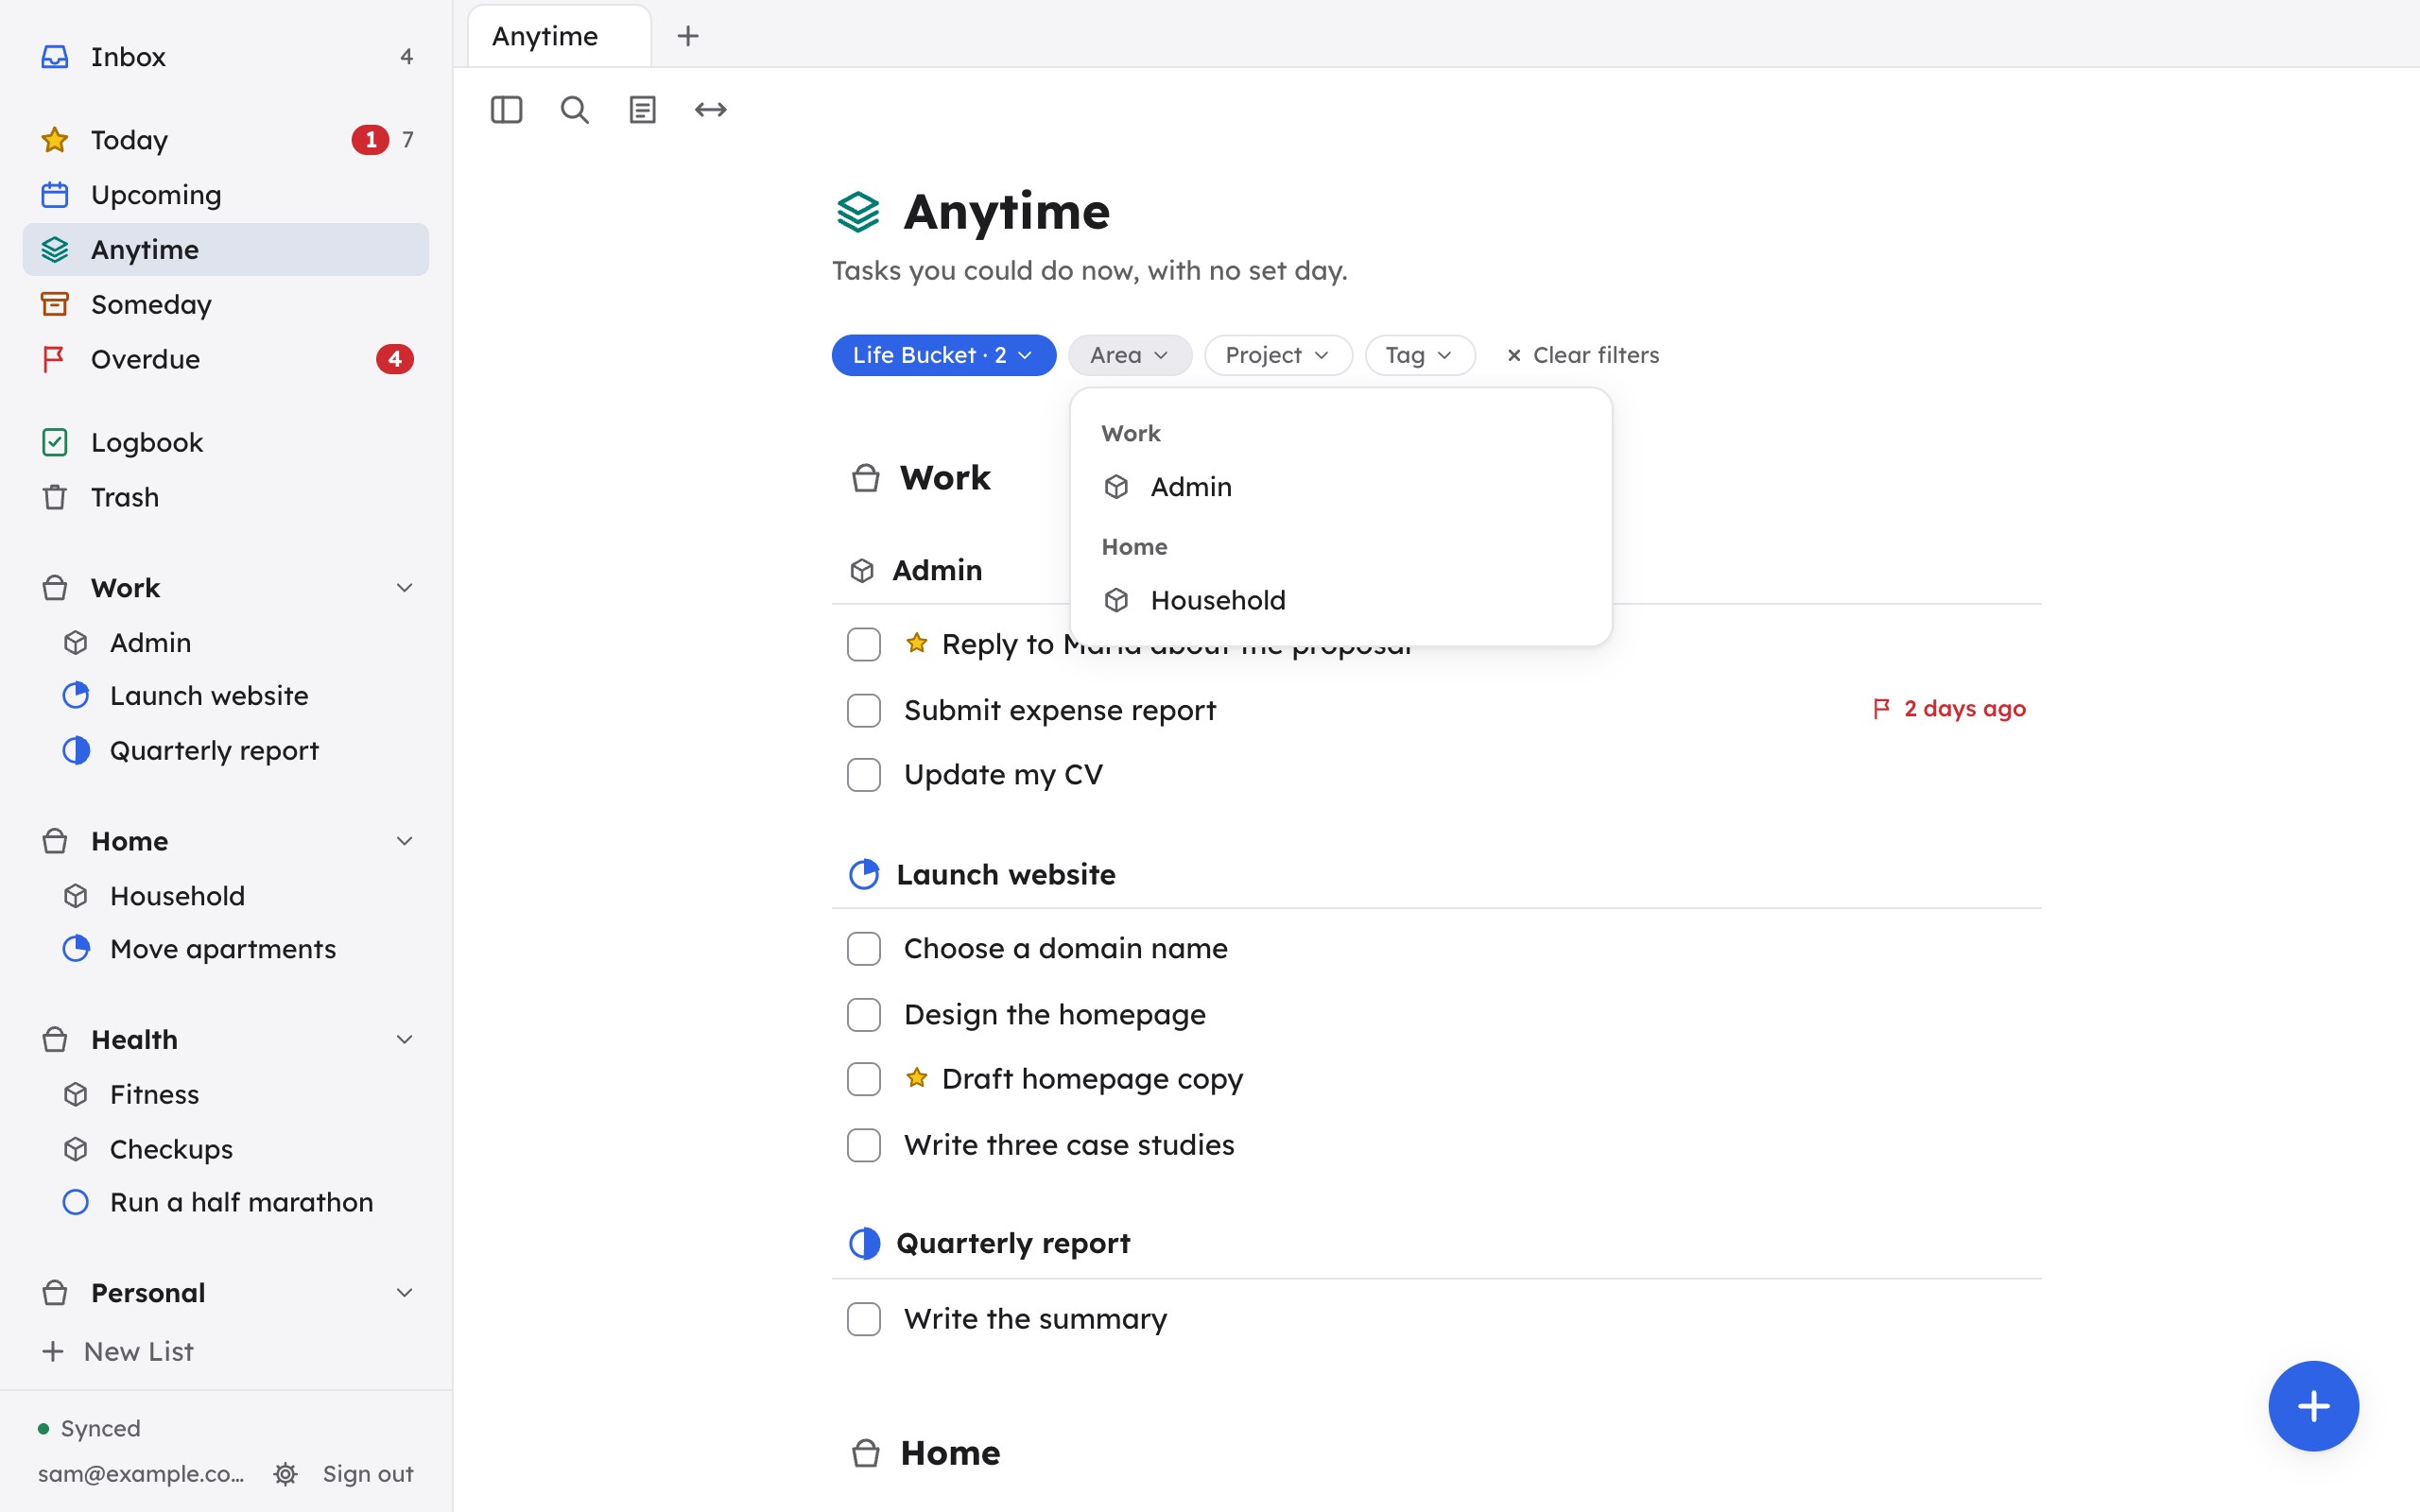 Inbox 4
Today 1 7
Upcoming
Anytime
Someday
Overdue 4
Logbook
Trash
Work
Admin
Launch website
Quarterly report
Home
Household
Move apartments
Health
Fitness
Checkups
Run a half marathon
Personal
New List
Synced
sam@example.co…
Sign out
Anytime
Anytime
Tasks you could do now, with no set day.
Life Bucket · 2 Area Project Tag × Clear filters
Work
Admin
Home
Household
Work
Admin
Reply to Maria about the proposal
Submit expense report 2 days ago
Update my CV
Launch website
Choose a domain name
Design the homepage
Draft homepage copy
Write three case studies
Quarterly report
Write the summary
Home